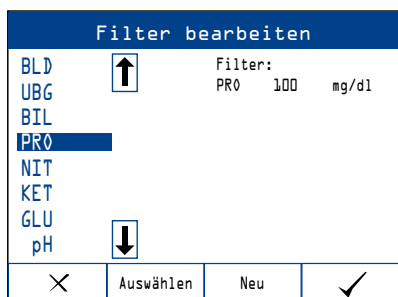 Filter bearbeiten
BLD
UBG
BIL
PRO
NIT
KET
GLU
pH
Filter:
PRO 100 mg/dl
Auswählen
Neu